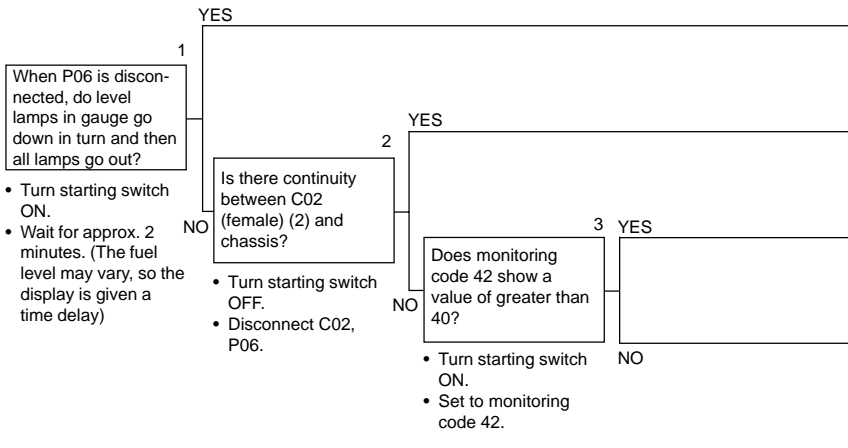 YES
1
When P06 is discon-
nected, do level
lamps in gauge go
down in turn and then
all lamps go out?
• Turn starting switch
ON.
• Wait for approx. 2
minutes. (The fuel
level may vary, so the
display is given a
time delay)
NO
YES
2
Is there continuity
between C02
(female) (2) and
chassis?
• Turn starting switch
OFF.
• Disconnect C02,
P06.
NO
YES
3
Does monitoring
code 42 show a
value of greater than
40?
• Turn starting switch
ON.
• Set to monitoring
code 42.
NO